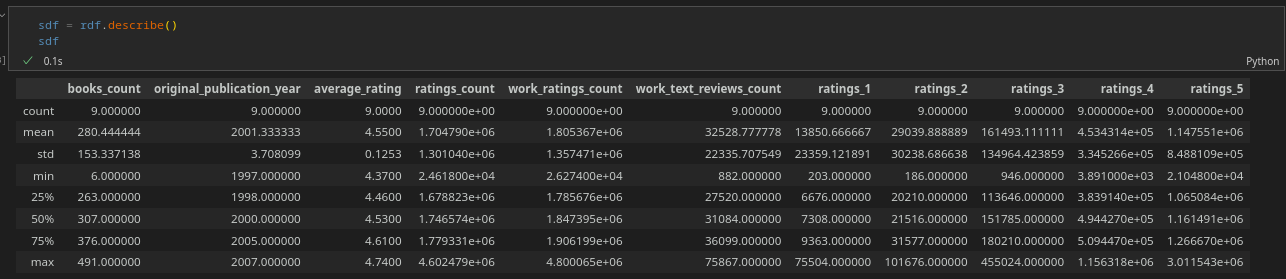 sdf = rdf.describe()
sdf
0.1s Python
books_count original_publication_year average_rating ratings_count work_ratings_count work_text_reviews_count ratings_1 ratings_2 ratings_3 ratings_4 ratings_5
count 9.000000 9.000000 9.0000 9.000000e+00 9.000000e+00 9.000000 9.000000 9.000000 9.000000 9.000000e+00 9.000000e+00
mean 280.444444 2001.333333 4.5500 1.704790e+06 1.805367e+06 32528.777778 13850.666667 29039.888889 161493.111111 4.534314e+05 1.147551e+06
std 153.337138 3.708099 0.1253 1.301040e+06 1.357471e+06 22335.707549 23359.121891 30238.686638 134964.423859 3.345266e+05 8.488109e+05
min 6.000000 1997.000000 4.3700 2.461800e+04 2.627400e+04 882.000000 203.000000 186.000000 946.000000 3.891000e+03 2.104800e+04
25% 263.000000 1998.000000 4.4600 1.678823e+06 1.785676e+06 27520.000000 6676.000000 20210.000000 113646.000000 3.839140e+05 1.065084e+06
50% 307.000000 2000.000000 4.5300 1.746574e+06 1.847395e+06 31084.000000 7308.000000 21516.000000 151785.000000 4.944270e+05 1.161491e+06
75% 376.000000 2005.000000 4.6100 1.779331e+06 1.906199e+06 36099.000000 9363.000000 31577.000000 180210.000000 5.094470e+05 1.266670e+06
max 491.000000 2007.000000 4.7400 4.602479e+06 4.800065e+06 75867.000000 75504.000000 101676.000000 455024.000000 1.156318e+06 3.011543e+06